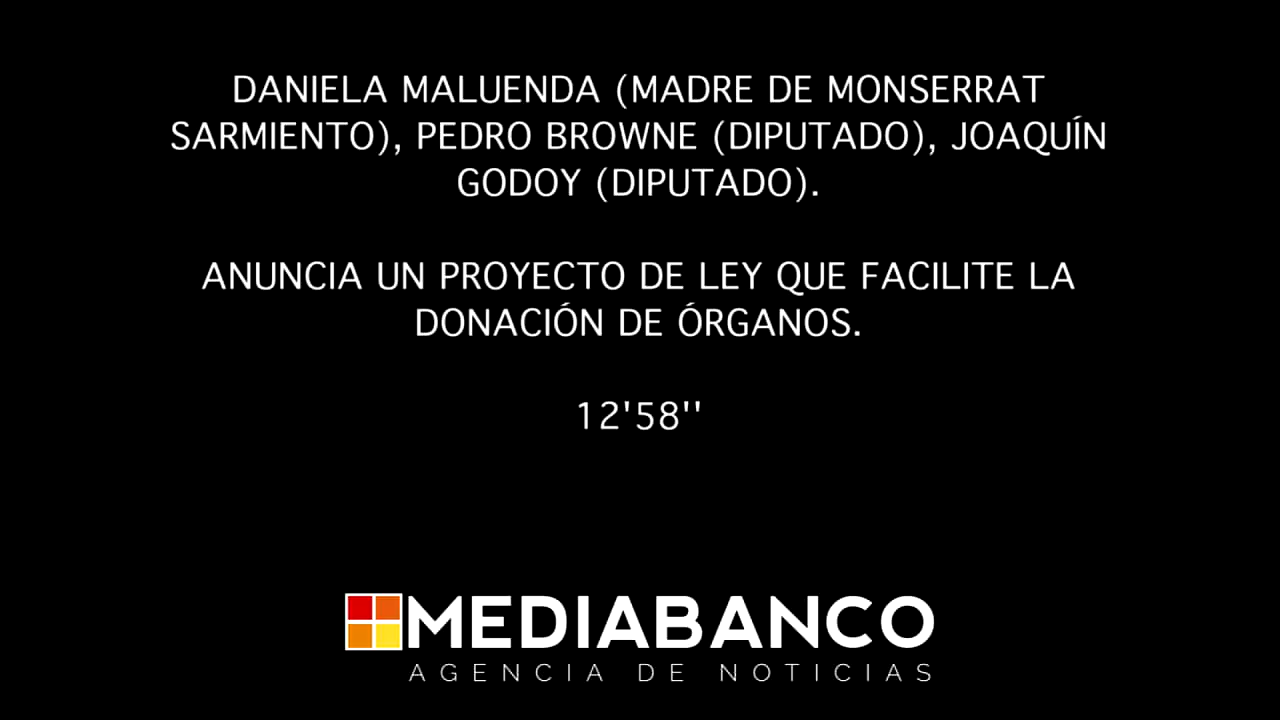 DANIELA MALUENDA (MADRE DE MONSERRAT
SARMIENTO), PEDRO BROWNE (DIPUTADO), JOAQUÍN
GODOY (DIPUTADO).
ANUNCIA UN PROYECTO DE LEY QUE FACILITE LA
DONACIÓN DE ÓRGANOS.
12'58''
MEDIABANCO
AGENCIA DE NOTICIAS